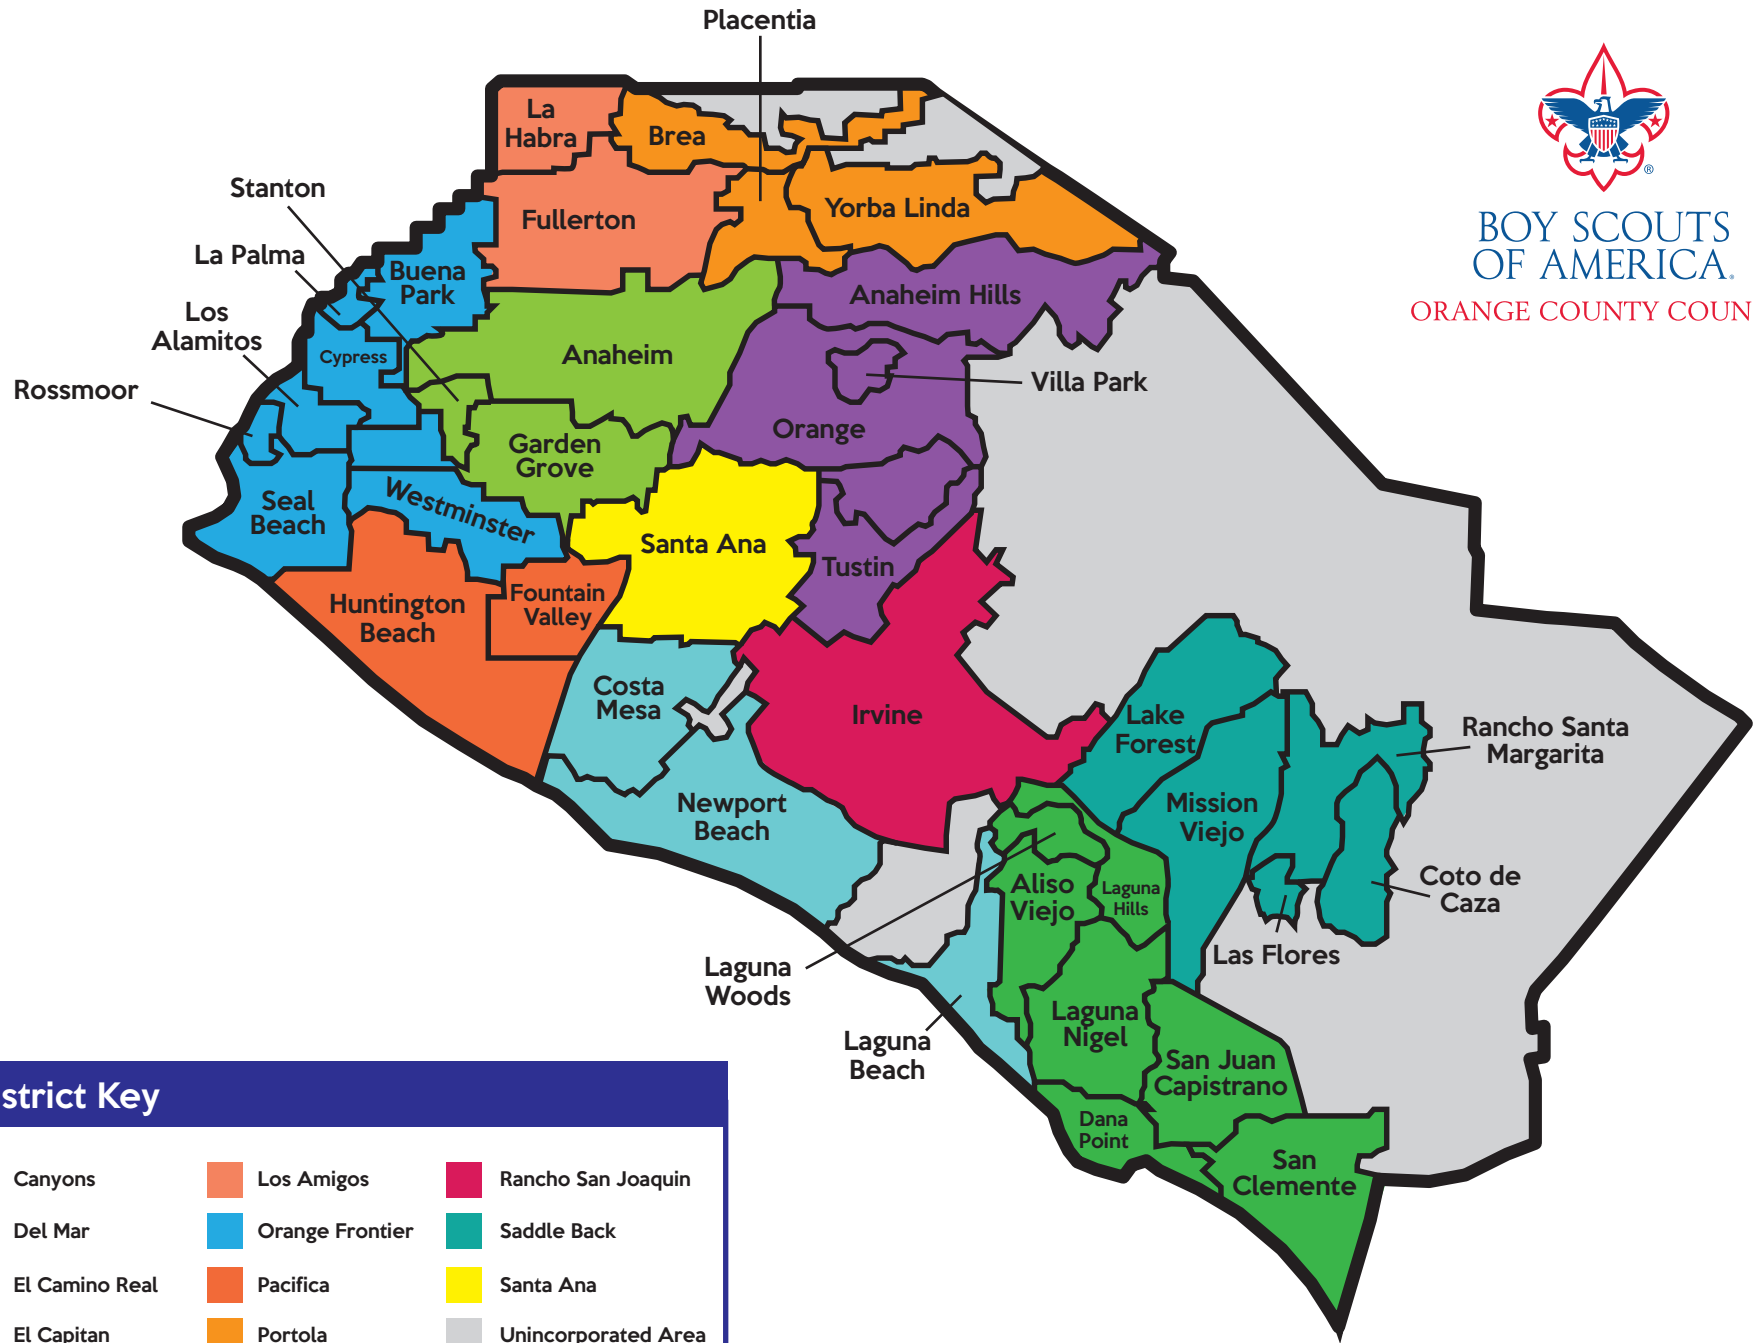 Placentia
La
Habra
Brea
Stanton
Fullerton
Yorba Linda
La Palma
Buena
Park
Anaheim Hills
Los
Alamitos
Cypress
Anaheim
Villa Park
Rossmoor
Orange
Garden
Grove
Seal
Beach
Westminster
Santa Ana
Tustin
Huntington
Beach
Fountain
Valley
Costa
Mesa
Irvine
Lake
Forest
Rancho Santa
Margarita
Newport
Beach
Mission
Viejo
Aliso
Viejo
Laguna
Hills
Coto de
Caza
Las Flores
Laguna
Woods
Laguna
Nigel
Laguna
Beach
San Juan
Capistrano
Dana
Point
San
Clemente
®
BOY SCOUTS
OF AMERICA®
ORANGE COUNTY COUN
strict Key
Canyons
Los Amigos
Rancho San Joaquin
Del Mar
Orange Frontier
Saddle Back
El Camino Real
Pacifica
Santa Ana
El Capitan
Portola
Unincorporated Area